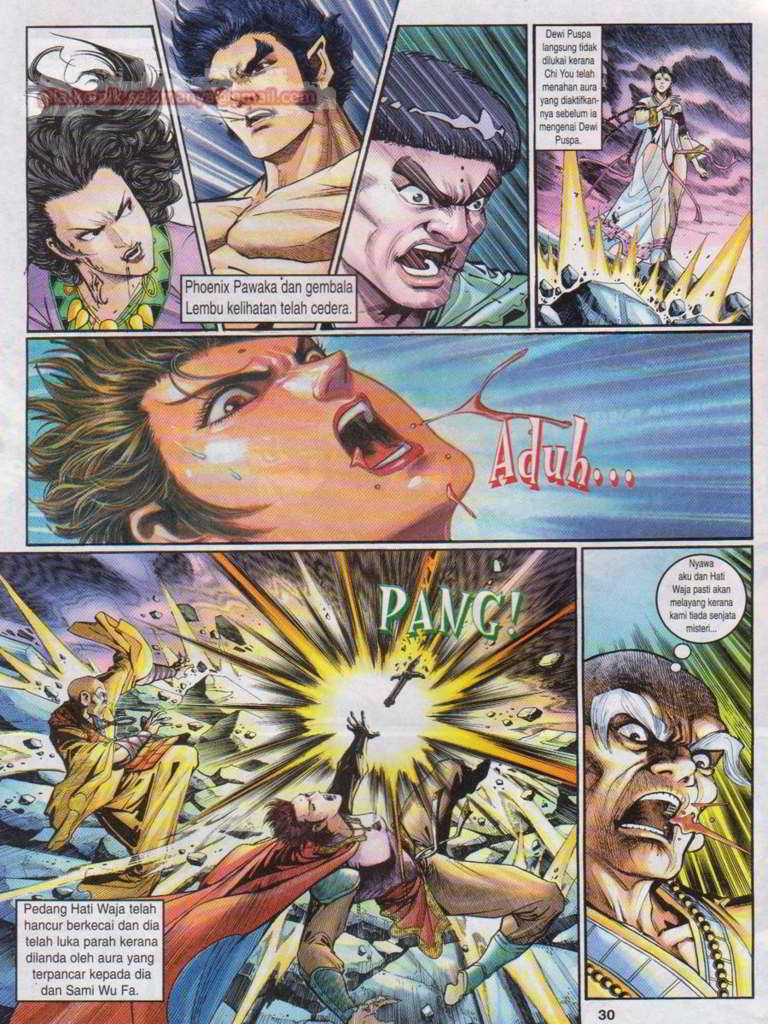 Phoenix Pawaka dan gembala
Lembu kelihatan telah cedera.
Dewi Puspa
langsung tidak
dilukai kerana
Chi You telah
menahan aura
yang diaktifkan-
nya sebelum ia
mengenai Dewi
Puspa.
Aduh...
PANG!
Nyawa
aku dan Hati
Waja pasti akan
melayang kerana
kami tiada senjata
misteri...
Pedang Hati Waja telah
hancur berkecai dan dia
telah luka parah kerana
dilanda oleh aura yang
terpancar kepada dia
dan Sami Wu Fa.
30